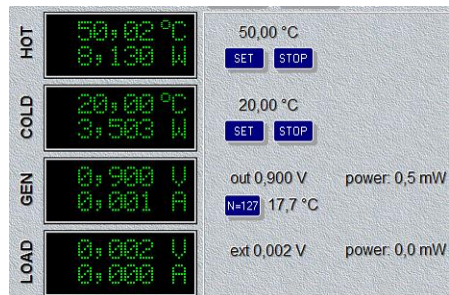 HOT
50,02 °C
8,130 W
50,00 °C
SET STOP
COLD
20,00 °C
3,503 W
20,00 °C
SET STOP
GEN
0,900 V
0,001 A
out 0,900 V power: 0,5 mW
N=127 17,7 °C
LOAD
0,002 V
0,000 A
ext 0,002 V power: 0,0 mW